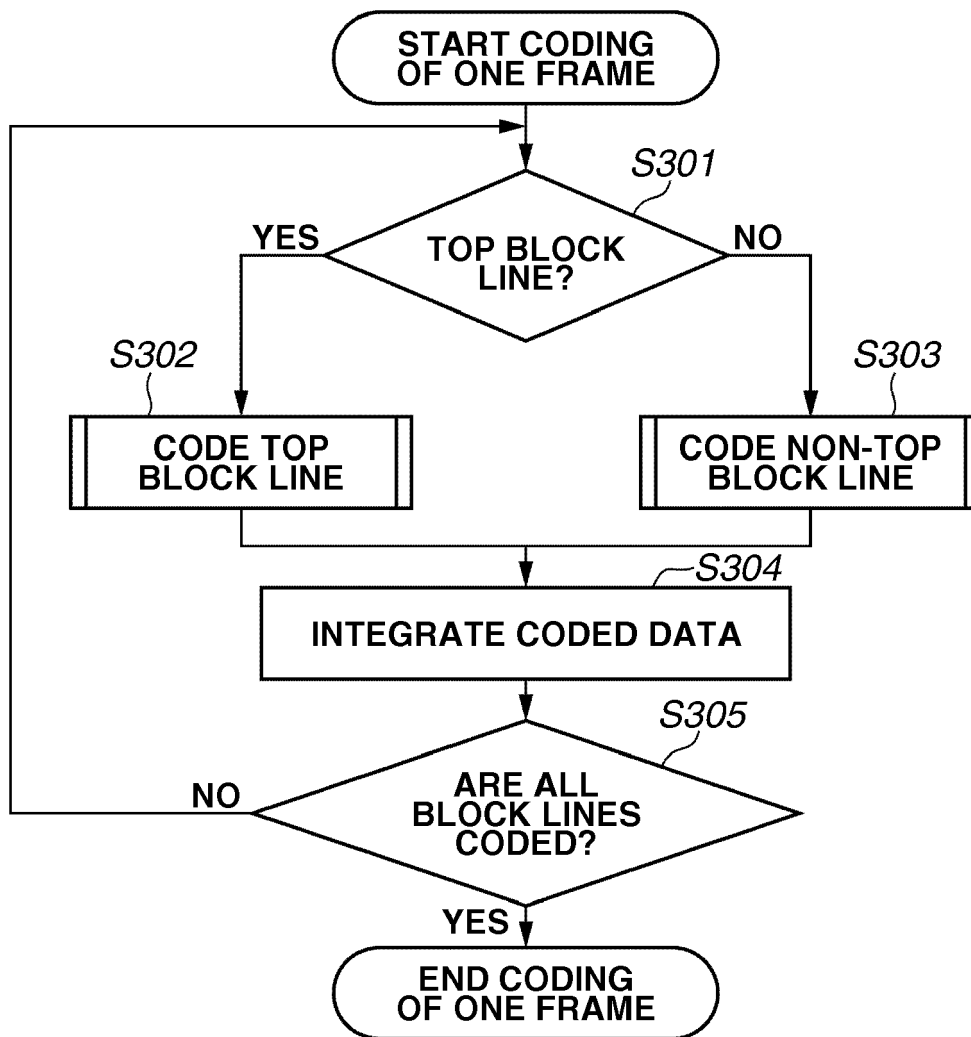 START CODING
OF ONE FRAME
S301
YES
NO
TOP BLOCK
LINE?
S302
S303
CODE TOP
BLOCK LINE
CODE NON-TOP
BLOCK LINE
S304
INTEGRATE CODED DATA
S305
NO
ARE ALL
BLOCK LINES
CODED?
YES
END CODING
OF ONE FRAME